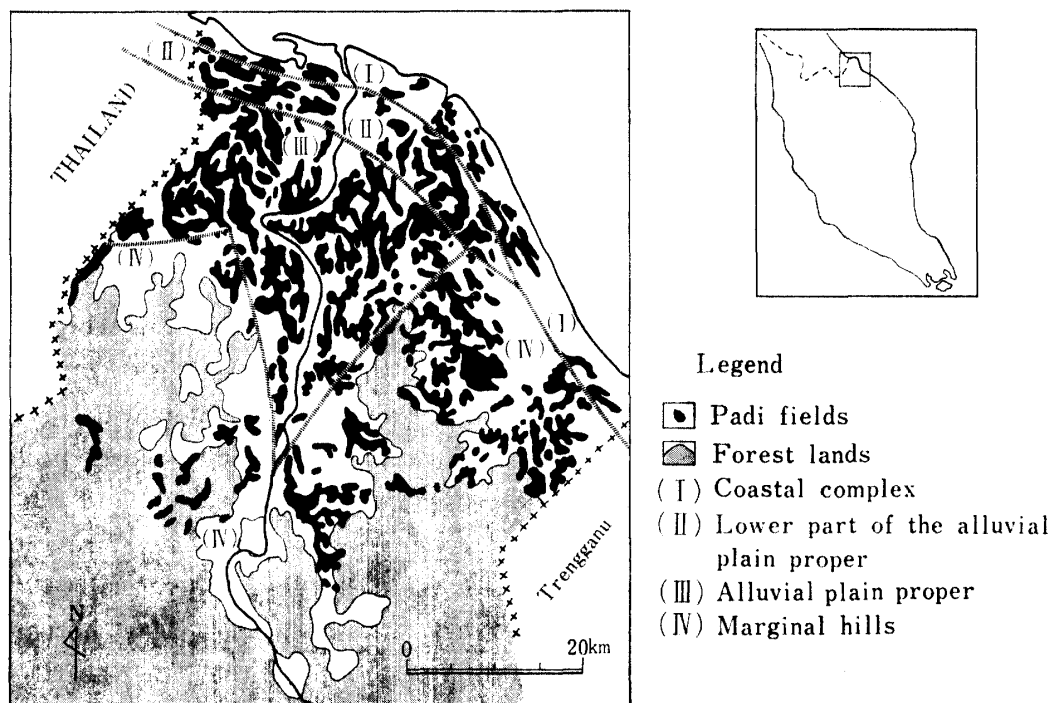 (II)
(I)
THAILAND
(II)
(III)
(IV)
(I)
(IV)
(IV)
Trengganu
N
0 20km
Legend
Padi fields
Forest lands
(I) Coastal complex
(II) Lower part of the alluvial
plain proper
(III) Alluvial plain proper
(IV) Marginal hills